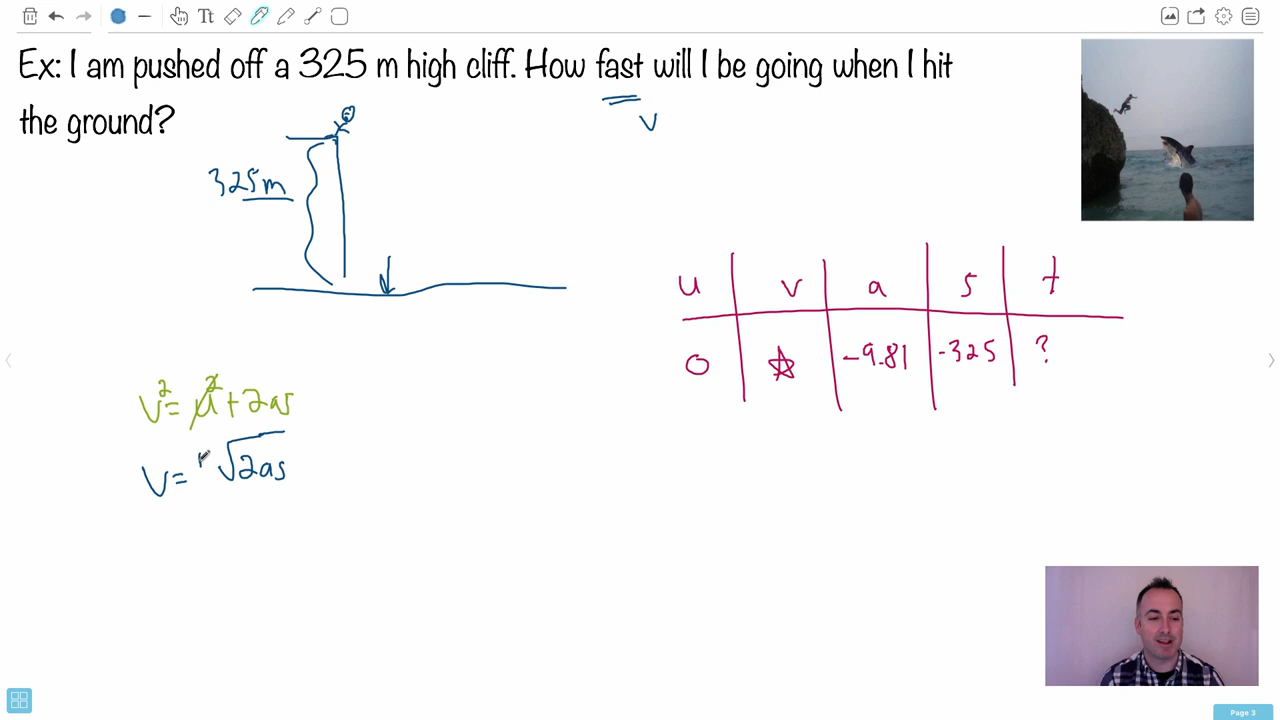 Tt
Ex: I am pushed off a 325 m high cliff. How fast will I be going when I hit
the ground?
v
325m
u v a s t
0 -9.81 -325 ?
v²= u²+2as
v= √2as
Page 3